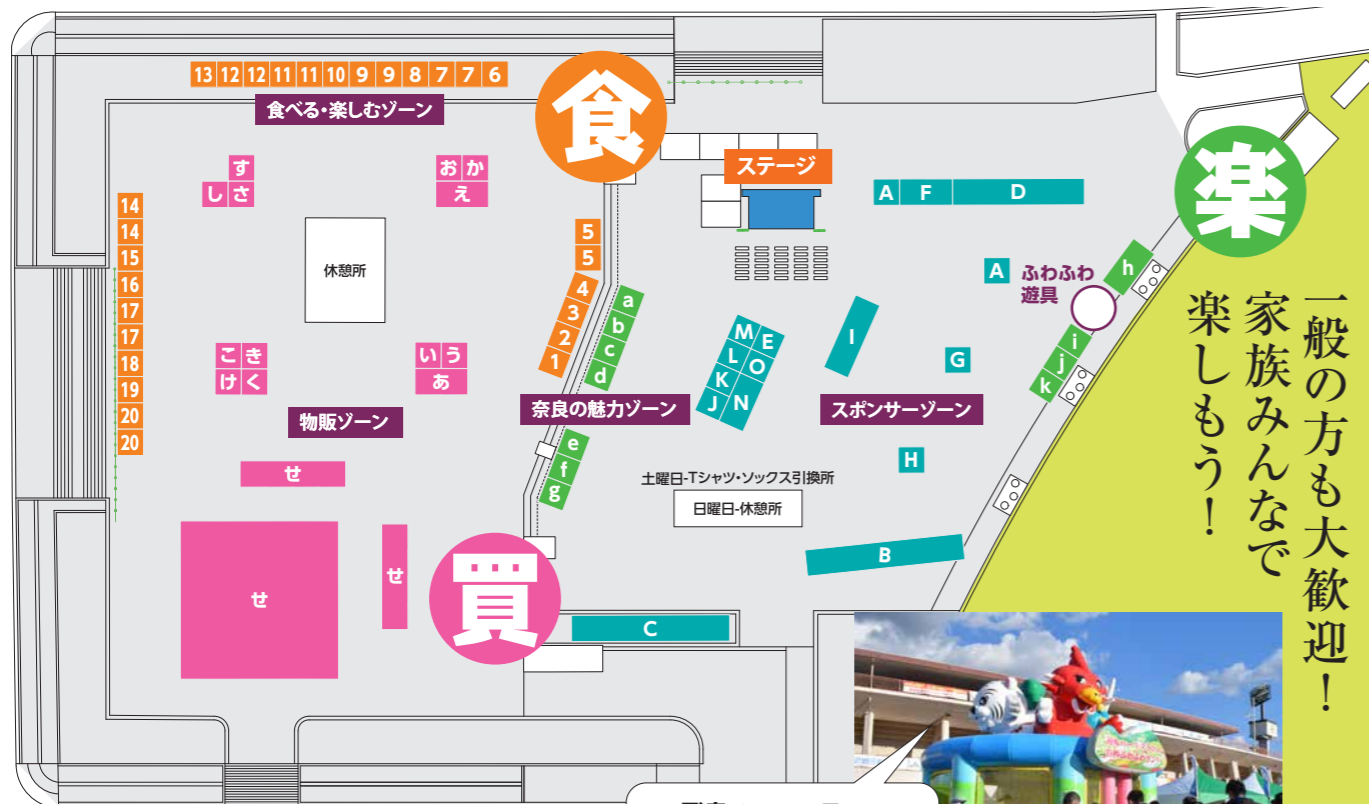 13 12 12 11 11 10 9 9 8 7 7 6
食べる・楽しむゾーン
食
ステージ
楽
す
し さ
お か
え
A F D
14
14
15
16
17
17
18
19
20
20
休憩所
5
5
4
3
2
1
a
b
c
d
A
ふわふわ
遊具
h
i
j
k
一般の方も大歓迎！
家族みんなで
楽しもう！
こ き
け く
い う
あ
M E
L O
K N
J
I
G
物販ゾーン
奈良の魅力ゾーン
スポンサーゾーン
e
f
g
H
せ
土曜日-Tシャツ・ソックス引換所
日曜日-休憩所
せ
せ
買
B
C